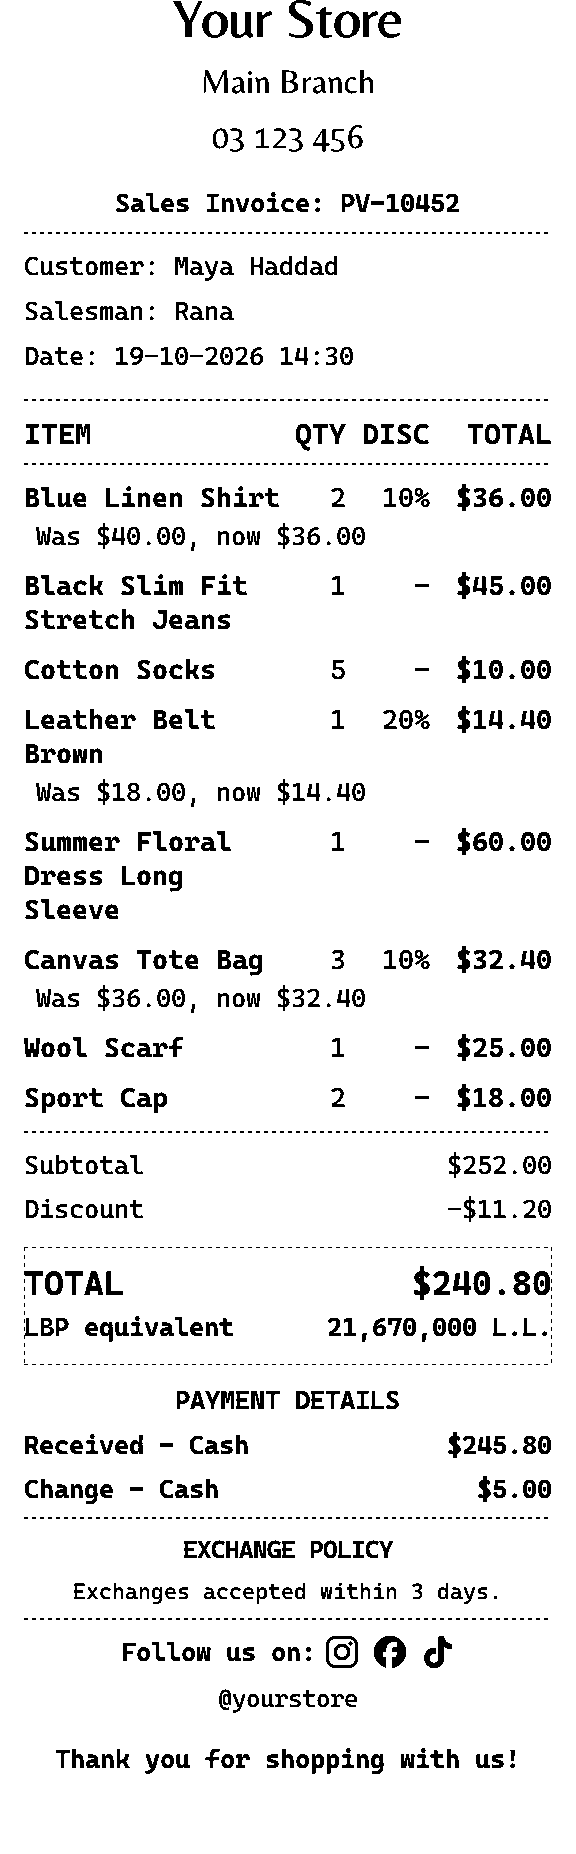 Your Store
Main Branch
03 123 456
Sales Invoice: PV-10452
Customer: Maya Haddad
Salesman: Rana
Date: 19-10-2026 14:30
ITEM QTY DISC TOTAL
Blue Linen Shirt 2 10% $36.00
Was $40.00, now $36.00
Black Slim Fit 1 - $45.00
Stretch Jeans
Cotton Socks 5 - $10.00
Leather Belt 1 20% $14.40
Brown
Was $18.00, now $14.40
Summer Floral 1 - $60.00
Dress Long
Sleeve
Canvas Tote Bag 3 10% $32.40
Was $36.00, now $32.40
Wool Scarf 1 - $25.00
Sport Cap 2 - $18.00
Subtotal $252.00
Discount -$11.20
TOTAL $240.80
LBP equivalent 21,670,000 L.L.
PAYMENT DETAILS
Received - Cash $245.80
Change - Cash $5.00
EXCHANGE POLICY
Exchanges accepted within 3 days.
Follow us on:
@yourstore
Thank you for shopping with us!